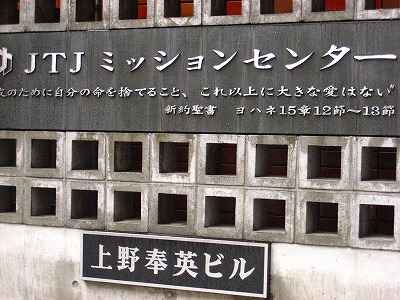 JTJ ミッションセンター
友のために自分の命を捨てること、これ以上に大きな愛はない"
新約聖書 ヨハネ15章12節〜13節
上野奉英ビル